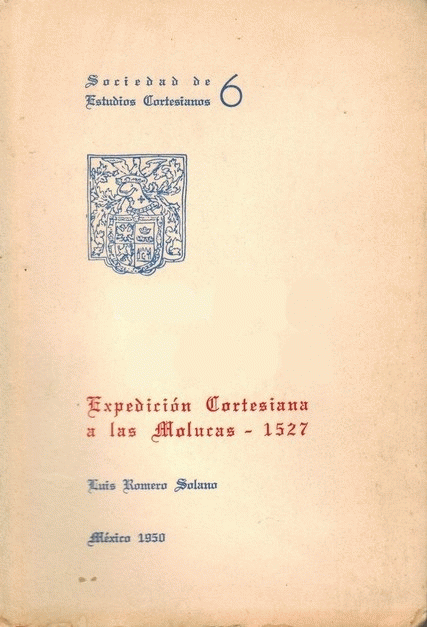 Sociedad de
Estudios Cortesianos 6
Expedición Cortesiana
a las Molucas - 1527
Luis Romero Solano
México 1950